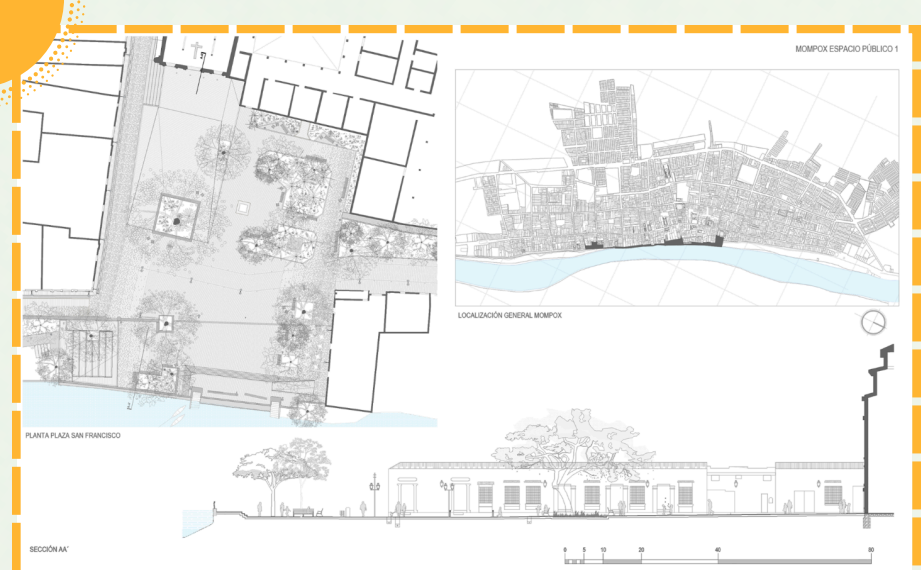 MOMPOX ESPACIO PÚBLICO 1
LOCALIZACIÓN GENERAL MOMPOX
PLANTA PLAZA SAN FRANCISCO
SECCIÓN AA'
0 5 10 20 40 80